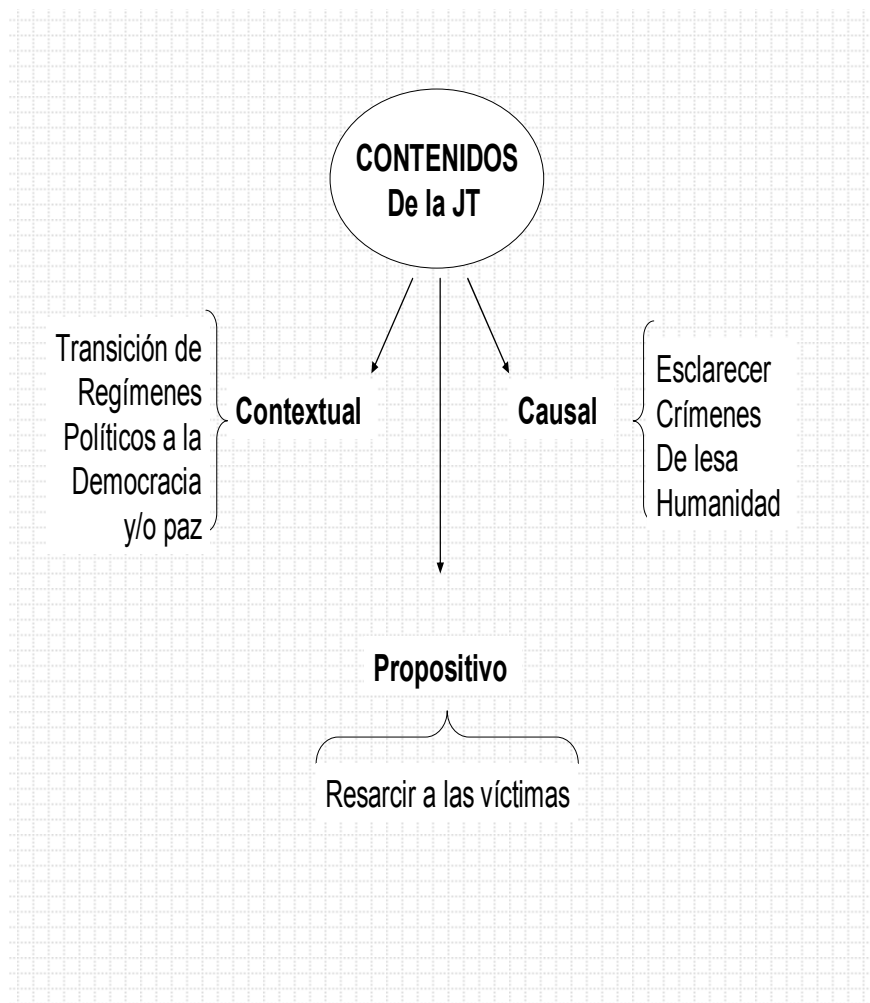 CONTENIDOS
De la JT
Transición de
Regímenes
Políticos a la
Democracia
y/o paz
Contextual
Causal
Esclarecer
Crímenes
De lesa
Humanidad
Propositivo
Resarcir a las víctimas